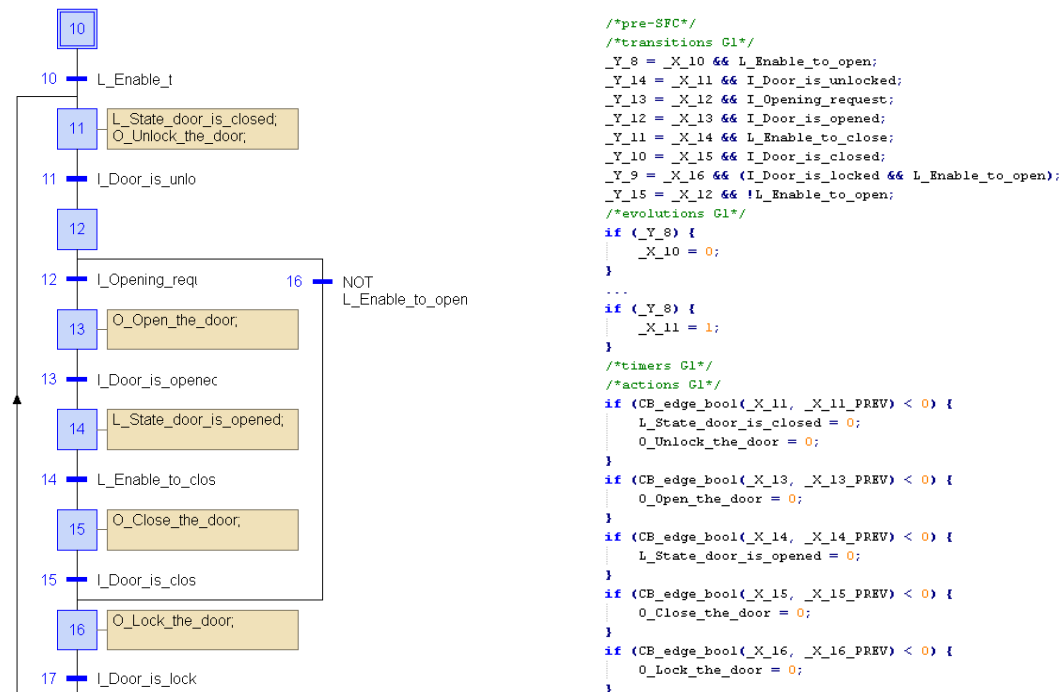 10
10 L_Enable_t
11 L_State_door_is_closed;
O_Unlock_the_door;
11 I_Door_is_unlo
12
12 I_Opening_requ
16 NOT
L_Enable_to_open
13 O_Open_the_door;
13 I_Door_is_opened
14 L_State_door_is_opened;
14 L_Enable_to_clos
15 O_Close_the_door;
15 I_Door_is_clos
16 O_Lock_the_door;
17 I_Door_is_lock
/*pre-SFC*/
/*transitions G1*/
_Y_8 = _X_10 && L_Enable_to_open;
_Y_14 = _X_11 && I_Door_is_unlocked;
_Y_13 = _X_12 && I_Opening_request;
_Y_12 = _X_13 && I_Door_is_opened;
_Y_11 = _X_14 && L_Enable_to_close;
_Y_10 = _X_15 && I_Door_is_closed;
_Y_9 = _X_16 && (I_Door_is_locked && L_Enable_to_open);
_Y_15 = _X_12 && !L_Enable_to_open;
/*evolutions G1*/
if (_Y_8) {
_X_10 = 0;
}
...
if (_Y_8) {
_X_11 = 1;
}
/*timers G1*/
/*actions G1*/
if (CB_edge_bool(_X_11, _X_11_PREV) < 0) {
L_State_door_is_closed = 0;
O_Unlock_the_door = 0;
}
if (CB_edge_bool(_X_13, _X_13_PREV) < 0) {
O_Open_the_door = 0;
}
if (CB_edge_bool(_X_14, _X_14_PREV) < 0) {
L_State_door_is_opened = 0;
}
if (CB_edge_bool(_X_15, _X_15_PREV) < 0) {
O_Close_the_door = 0;
}
if (CB_edge_bool(_X_16, _X_16_PREV) < 0) {
O_Lock_the_door = 0;
}